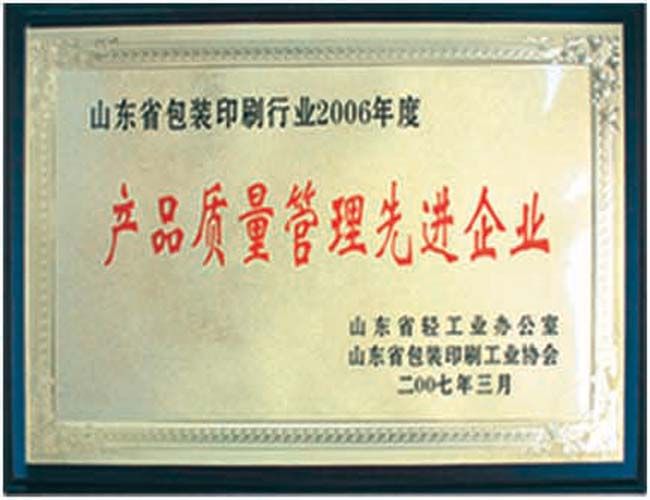 山东省包装印刷行业2006年度
产品质量管理先进企业
山东省轻工业办公室
山东省包装印刷工业协会
二00七年三月